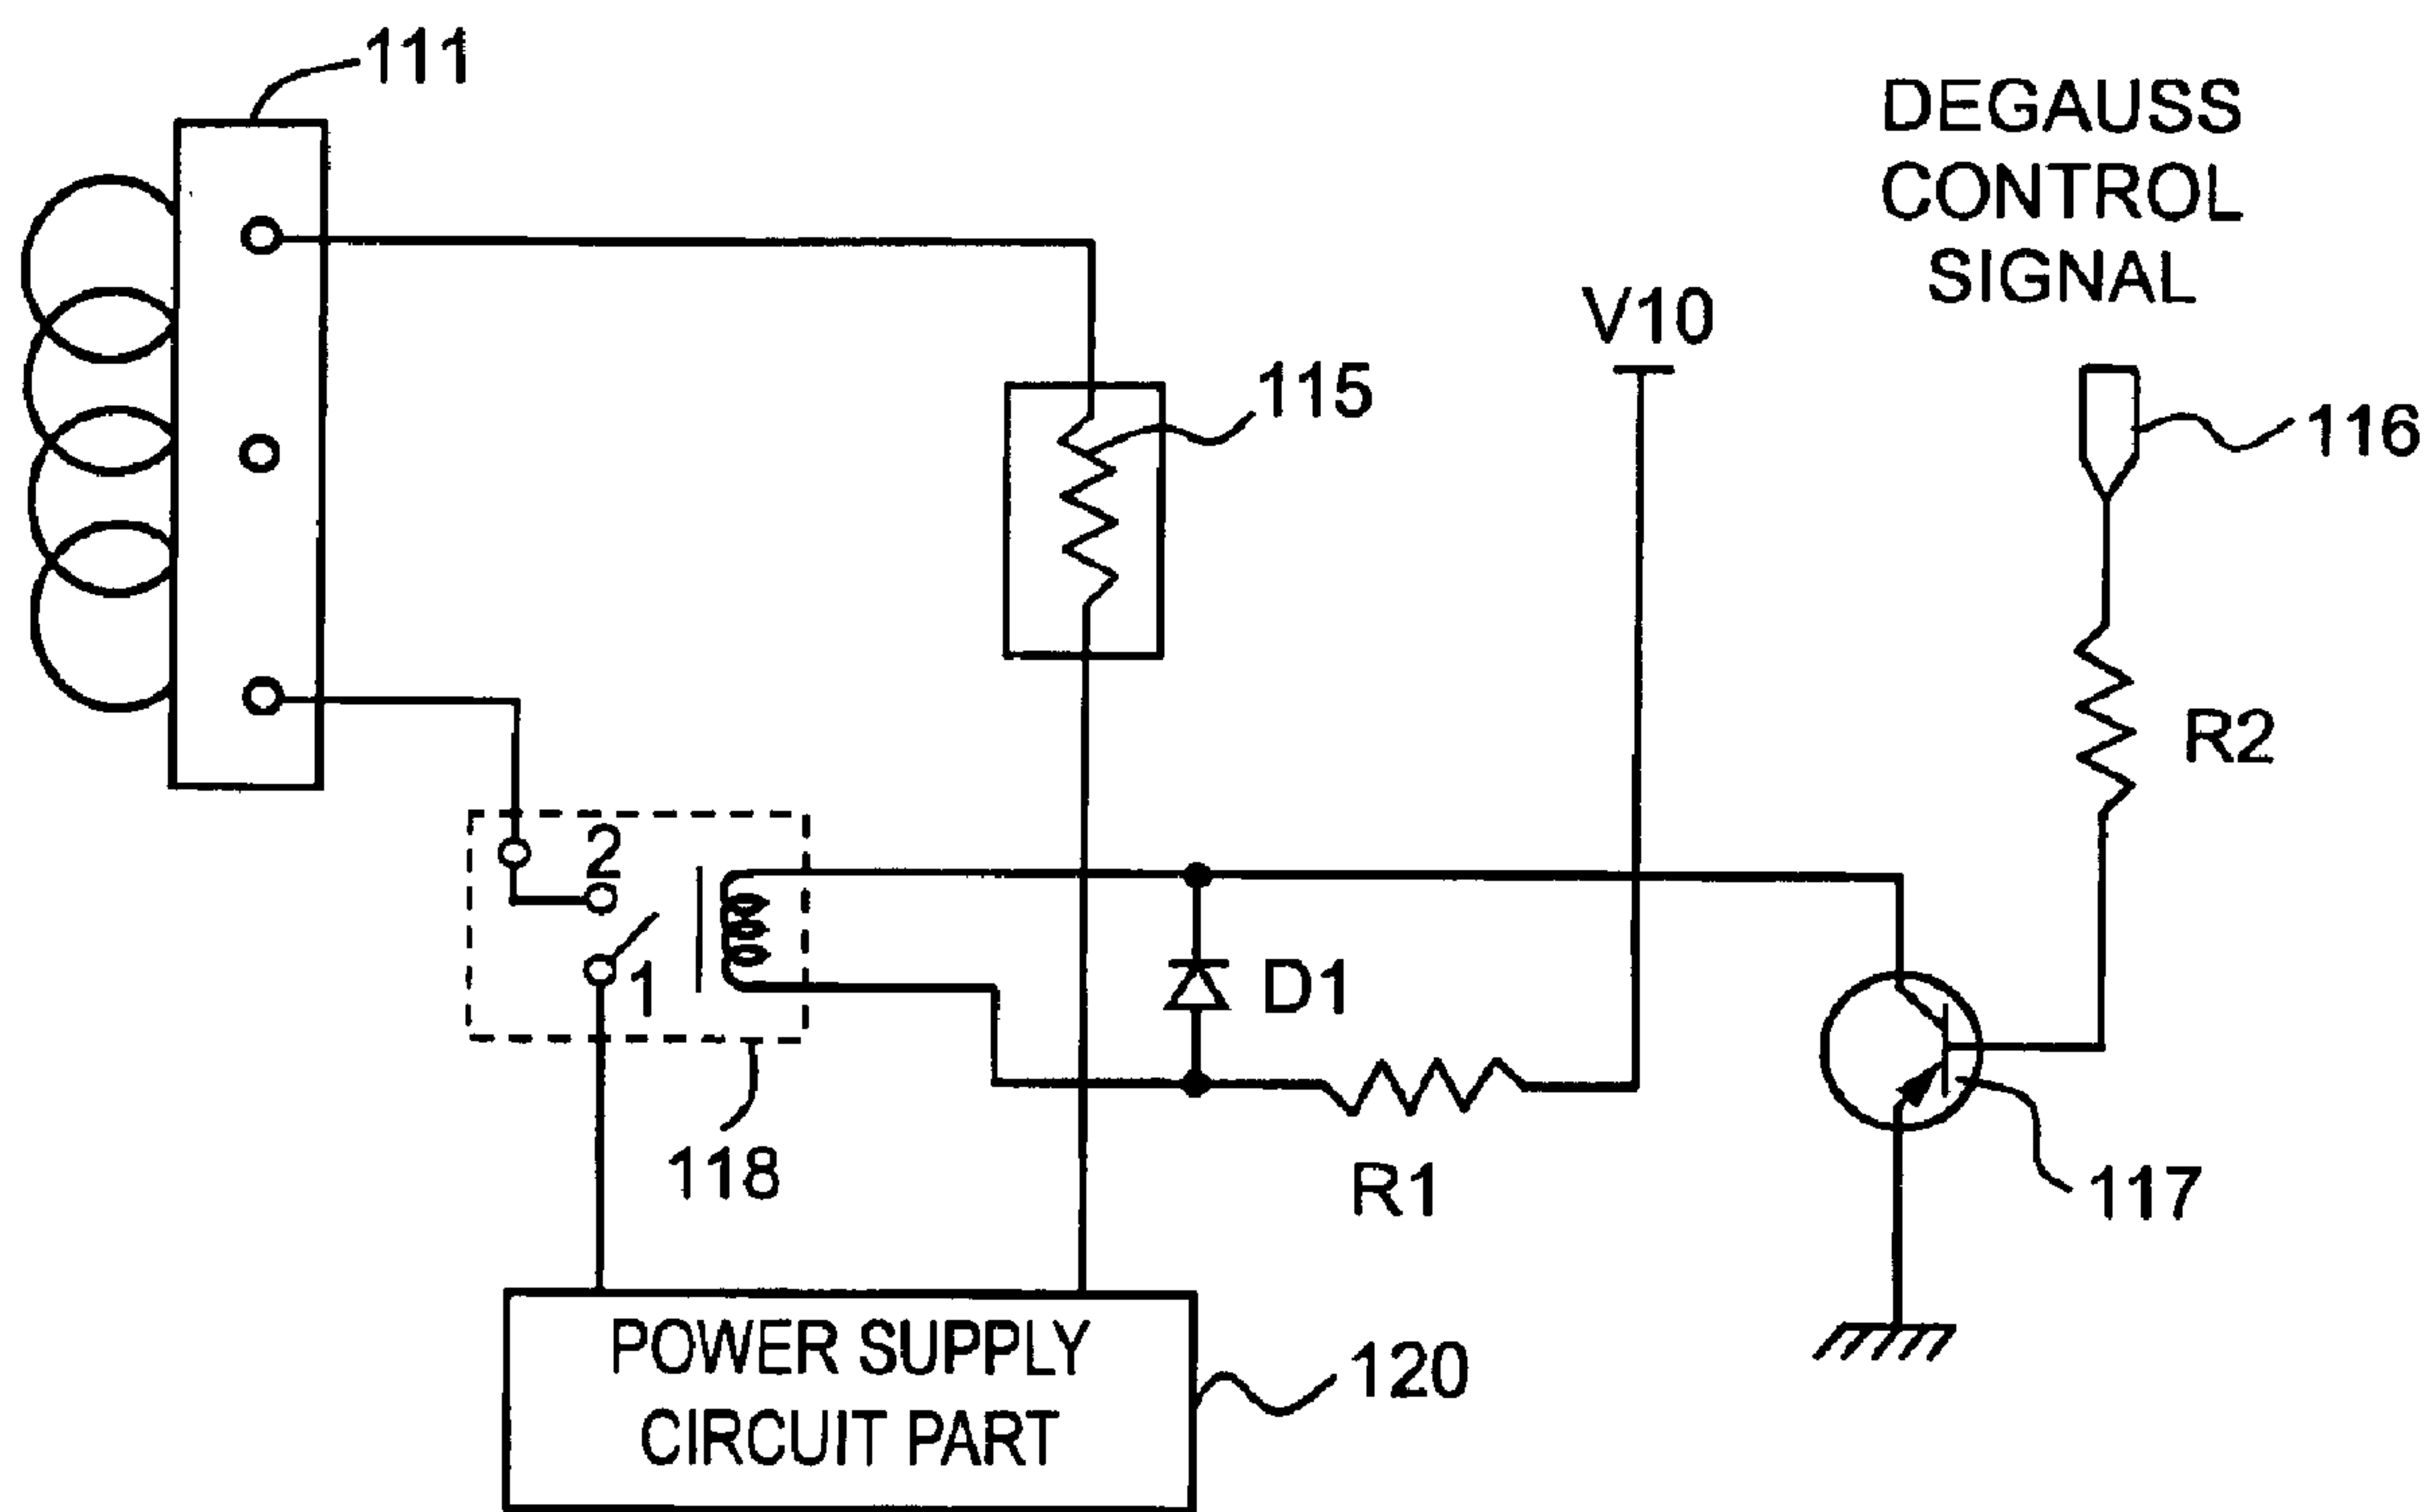 111
DEGAUSS
CONTROL
SIGNAL
V10
115
116
R2
2
1
D1
118
R1
117
POWER SUPPLY
CIRCUIT PART
120